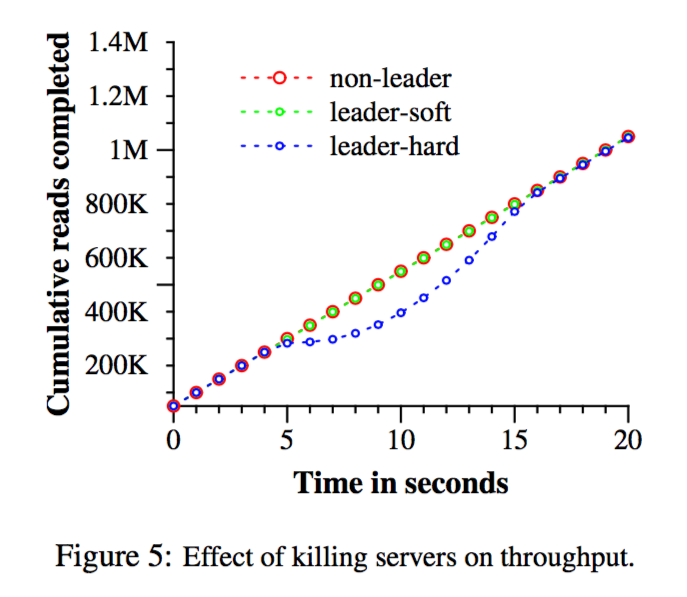 Cumulative reads completed
1.4M
1.2M
1M
800K
600K
400K
200K
non-leader
leader-soft
leader-hard
0 5 10 15 20
Time in seconds
Figure 5: Effect of killing servers on throughput.